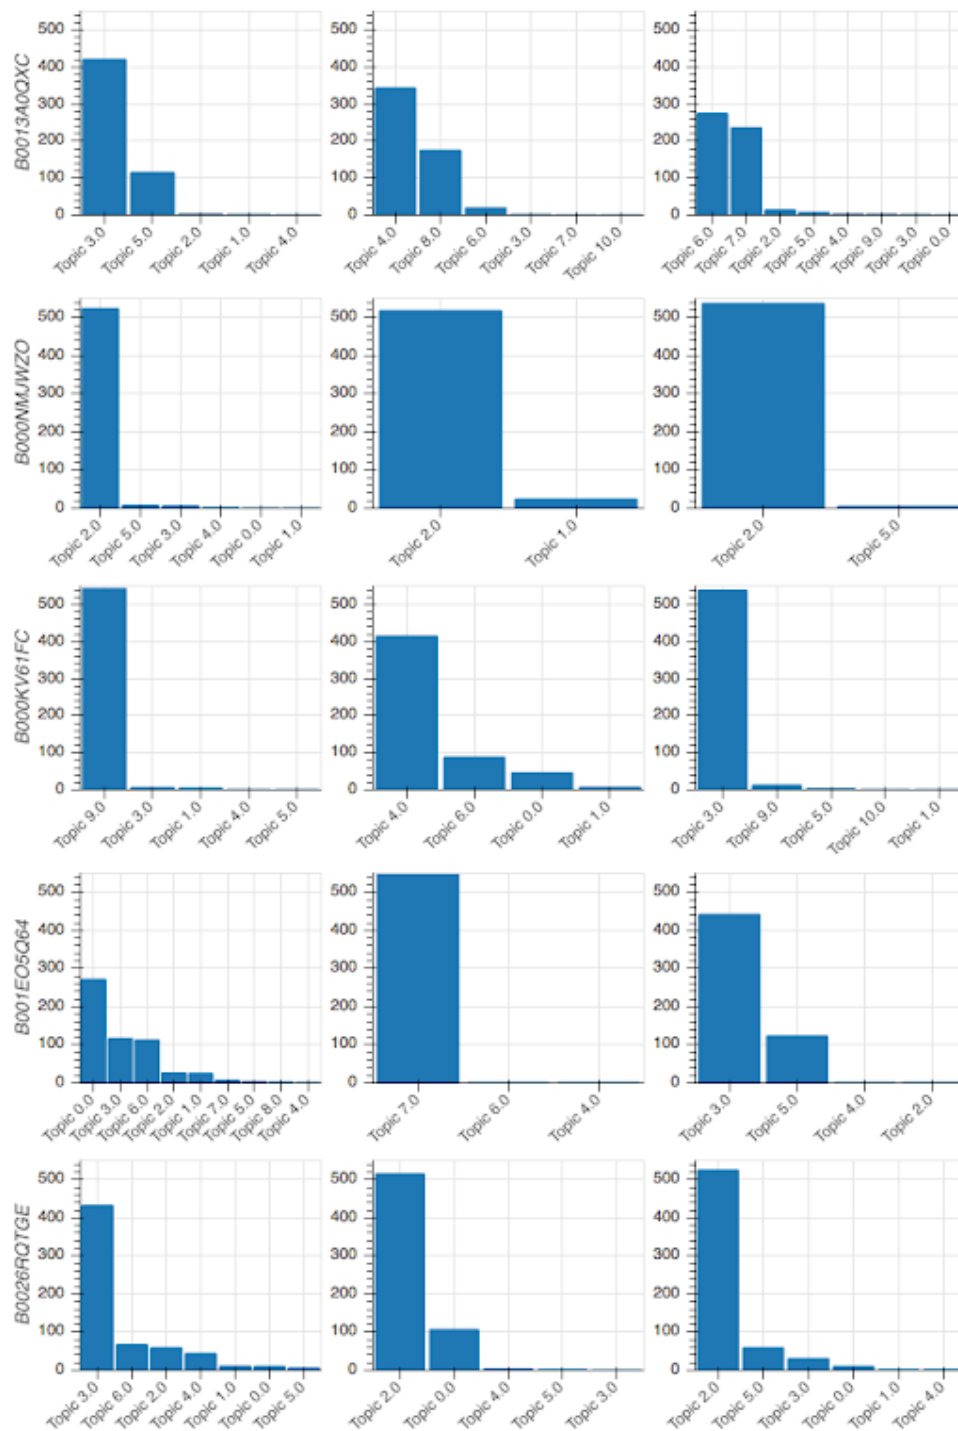 B0013A0QXC
500
400
300
200
100
0
Topic 3.0
Topic 5.0
Topic 2.0
Topic 1.0
Topic 4.0
500
400
300
200
100
0
Topic 4.0
Topic 8.0
Topic 6.0
Topic 3.0
Topic 7.0
Topic 10.0
500
400
300
200
100
0
Topic 6.0
Topic 7.0
Topic 2.0
Topic 5.0
Topic 4.0
Topic 9.0
Topic 3.0
Topic 0.0
B000NMJWZO
500
400
300
200
100
0
Topic 2.0
Topic 5.0
Topic 3.0
Topic 4.0
Topic 0.0
Topic 1.0
500
400
300
200
100
0
Topic 2.0
Topic 1.0
500
400
300
200
100
0
Topic 2.0
Topic 5.0
B000KV61FC
500
400
300
200
100
0
Topic 9.0
Topic 3.0
Topic 1.0
Topic 4.0
Topic 5.0
500
400
300
200
100
0
Topic 4.0
Topic 6.0
Topic 0.0
Topic 1.0
500
400
300
200
100
0
Topic 3.0
Topic 9.0
Topic 5.0
Topic 10.0
Topic 1.0
B001EO5Q64
500
400
300
200
100
0
Topic 0.0
Topic 3.0
Topic 6.0
Topic 2.0
Topic 1.0
Topic 7.0
Topic 5.0
Topic 8.0
Topic 4.0
500
400
300
200
100
0
Topic 7.0
Topic 6.0
Topic 4.0
500
400
300
200
100
0
Topic 3.0
Topic 5.0
Topic 4.0
Topic 2.0
B0026RQTGE
500
400
300
200
100
0
Topic 3.0
Topic 6.0
Topic 2.0
Topic 4.0
Topic 1.0
Topic 0.0
Topic 5.0
500
400
300
200
100
0
Topic 2.0
Topic 0.0
Topic 4.0
Topic 5.0
Topic 3.0
500
400
300
200
100
0
Topic 2.0
Topic 5.0
Topic 3.0
Topic 0.0
Topic 1.0
Topic 4.0